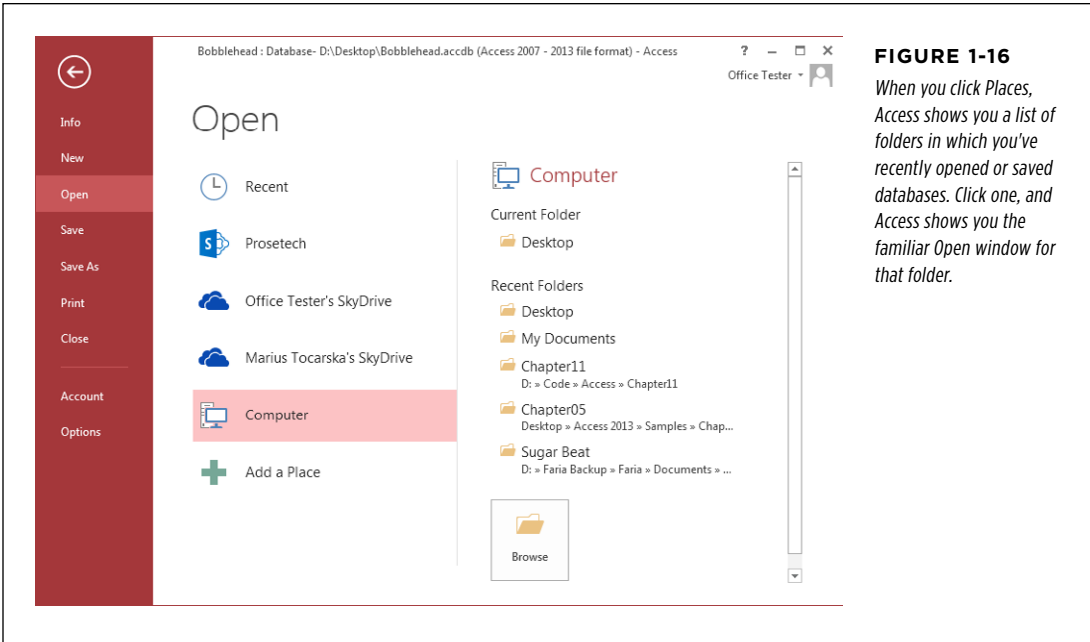 Bobblehead : Database- D:\Desktop\Bobblehead.accdb (Access 2007 - 2013 file format) - Access
?
Office Tester
Info
New
Open
Save
Save As
Print
Close
Account
Options
Open
Recent
Prosetech
Office Tester's SkyDrive
Marius Tocarska's SkyDrive
Computer
Add a Place
Computer
Current Folder
Desktop
Recent Folders
Desktop
My Documents
Chapter11
D: » Code » Access » Chapter11
Chapter05
Desktop » Access 2013 » Samples » Chap...
Sugar Beat
D: » Faria Backup » Faria » Documents » ...
Browse
FIGURE 1-16
When you click Places,
Access shows you a list of
folders in which you've
recently opened or saved
databases. Click one, and
Access shows you the
familiar Open window for
that folder.